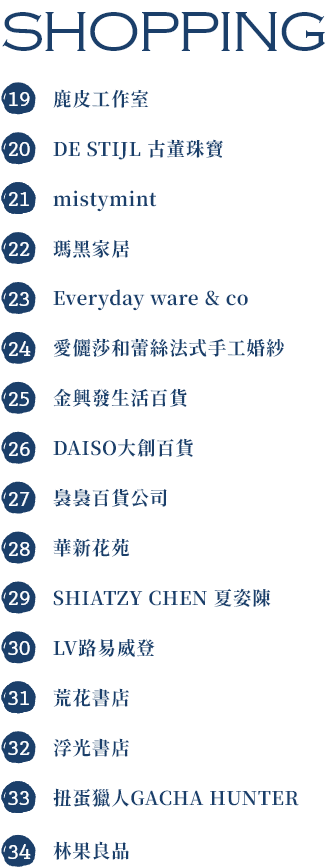 SHOPPING
19 鹿皮工作室
20 DE STIJL 古董珠寶
21 mistymint
22 瑪黑家居
23 Everyday ware & co
24 愛儷莎和蕾絲法式手工婚紗
25 金興發生活百貨
26 DAISO大創百貨
27 裊裊百貨公司
28 華新花苑
29 SHIATZY CHEN 夏姿陳
30 LV路易威登
31 荒花書店
32 浮光書店
33 扭蛋獵人GACHA HUNTER
34 林果良品